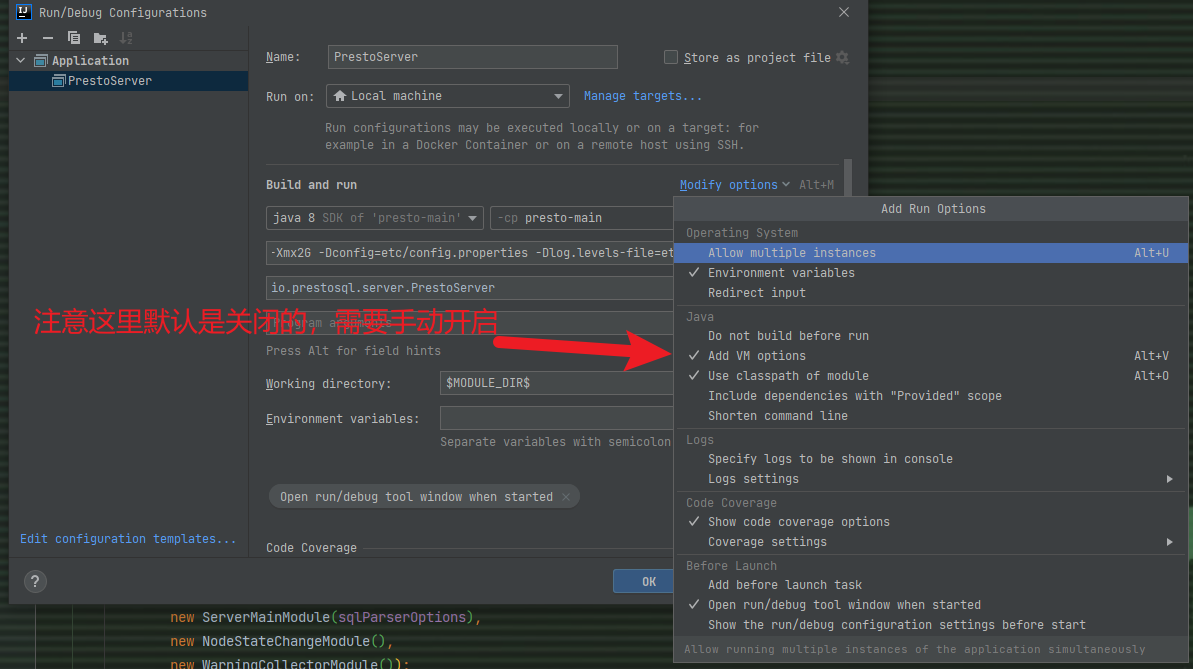 Run/Debug Configurations
Application
PrestoServer
Edit configuration templates...
Name:
PrestoServer
Store as project file
Run on:
Local machine
Manage targets...
Run configurations may be executed locally or on a target: for
example in a Docker Container or on a remote host using SSH.
Build and run
Modify options
Alt+M
java 8 SDK of 'presto-main'
-cp presto-main
-Xmx2G -Dconfig=etc/config.properties -Dlog.levels-file=et
io.prestosql.server.PrestoServer
Program arguments
注意这里默认是关闭的，需要手动开启
Press Alt for field hints
Working directory:
$MODULE_DIR$
Environment variables:
Separate variables with semicolon
Open run/debug tool window when started
Code Coverage
?
OK
Add Run Options
Operating System
Allow multiple instances Alt+U
Environment variables
Redirect input
Java
Do not build before run
Add VM options Alt+V
Use classpath of module Alt+O
Include dependencies with "Provided" scope
Shorten command line
Logs
Specify logs to be shown in console
Logs settings
Code Coverage
Show code coverage options
Coverage settings
Before Launch
Add before launch task
Open run/debug tool window when started
Show the run/debug configuration settings before start
Allow running multiple instances of the application simultaneously
new ServerMainModule(sqlParserOptions),
new NodeStateChangeModule(),
new WarningCollectorModule());